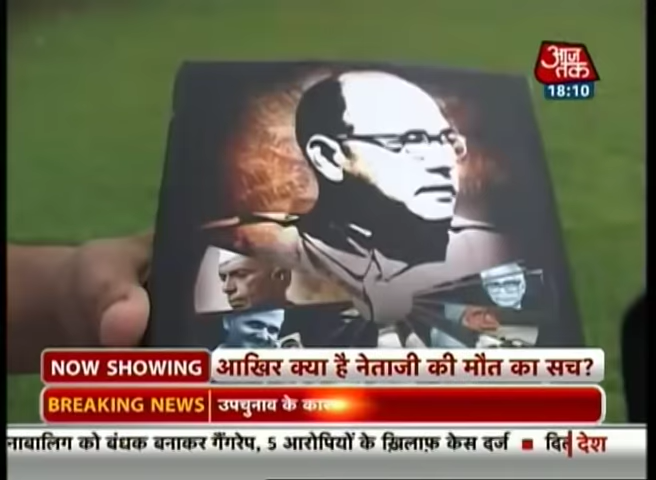 आज
तक
18:10
NOW SHOWING आखिर क्या है नेताजी की मौत का सच?
BREAKING NEWS उपचुनाव के
नाबालिग को बंधक बनाकर गैंगरेप, 5 आरोपियों के ख़िलाफ़ केस दर्ज ■ देश